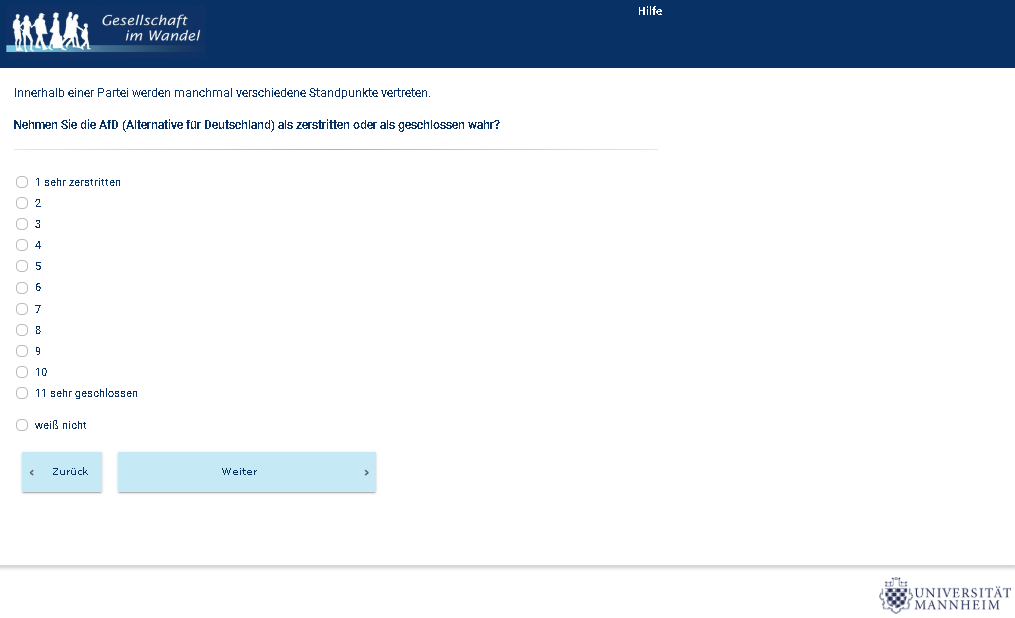 Gesellschaft
im Wandel
Hilfe
Innerhalb einer Partei werden manchmal verschiedene Standpunkte vertreten.
Nehmen Sie die AfD (Alternative für Deutschland) als zerstritten oder als geschlossen wahr?
1 sehr zerstritten
2
3
4
5
6
7
8
9
10
11 sehr geschlossen
weiß nicht
‹ Zurück
Weiter ›
UNIVERSITÄT
MANNHEIM